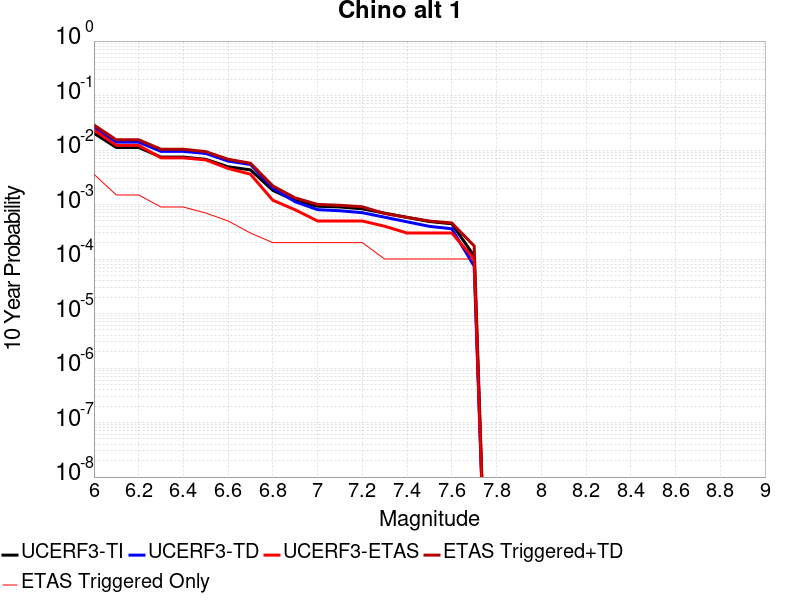 Chino alt 1
10^0
10^-1
10^-2
10^-3
10^-4
10^-5
10^-6
10^-7
10^-8
10 Year Probability
6 6.2 6.4 6.6 6.8 7 7.2 7.4 7.6 7.8 8 8.2 8.4 8.6 8.8 9
Magnitude
UCERF3-TI UCERF3-TD UCERF3-ETAS ETAS Triggered+TD
ETAS Triggered Only